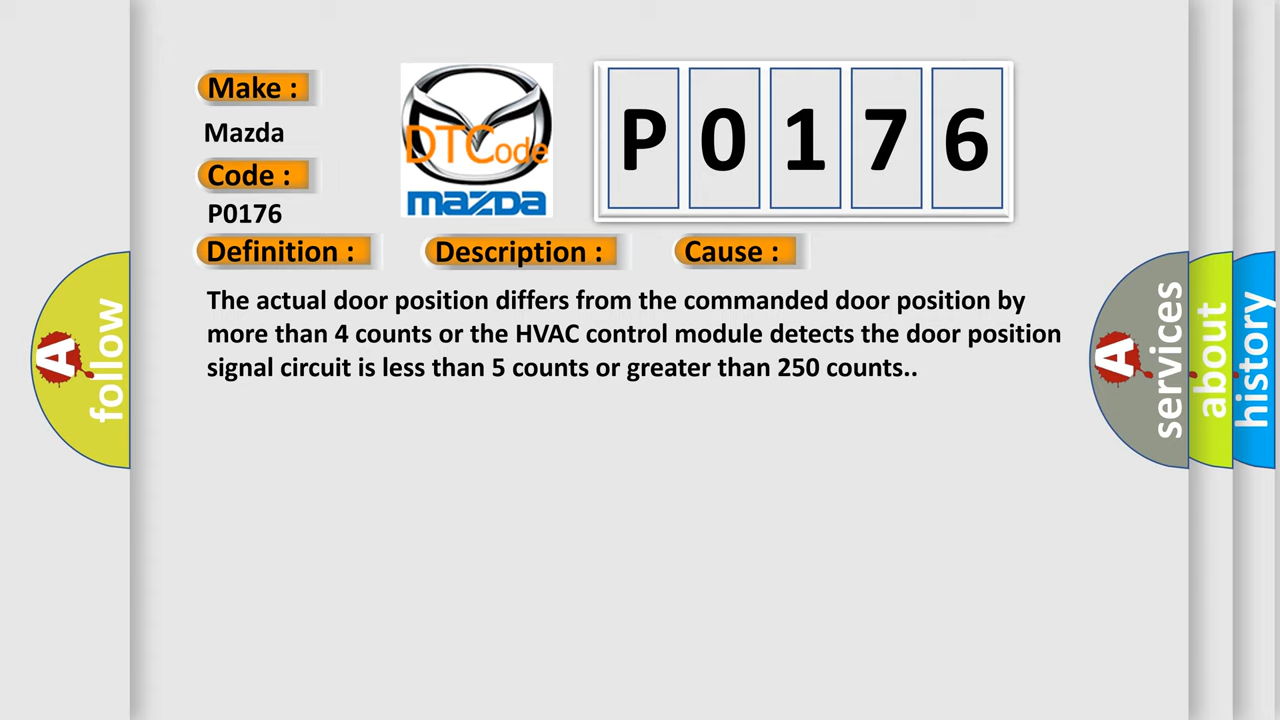 Make :
Mazda
Code :
P0176
DTCode
mazda
P0176
Definition :
Description :
Cause :
The actual door position differs from the commanded door position by
more than 4 counts or the HVAC control module detects the door position
signal circuit is less than 5 counts or greater than 250 counts..
A follow
A services
about
history